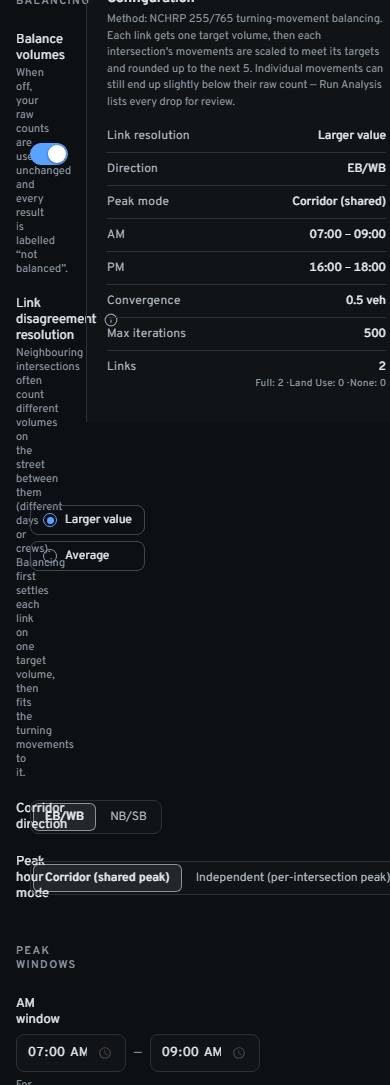 BALANCING
Balance
volumes
When
off,
your
raw
counts
are
used
unchanged
and
every
result
is
labelled
“not
balanced”.
Link
disagreement
resolution
Neighbouring
intersections
often
count
different
volumes
on
the
street
between
them
(different
days
or
crews).
Balancing
first
settles
each
link
on
one
target
volume,
then
fits
the
turning
movements
to
it.
Larger value
Average
Corridor
direction
EB/WB NB/SB
Peak
hour
mode
Corridor (shared peak) Independent (per-intersection peak)
PEAK
WINDOWS
AM
window
07:00 AM — 09:00 AM
For
Configuration
Method: NCHRP 255/765 turning-movement balancing.
Each link gets one target volume, then each
intersection's movements are scaled to meet its targets
and rounded up to the next 5. Individual movements can
still end up slightly below their raw count — Run Analysis
lists every drop for review.
Link resolution Larger value
Direction EB/WB
Peak mode Corridor (shared)
AM 07:00 – 09:00
PM 16:00 – 18:00
Convergence 0.5 veh
Max iterations 500
Links 2
Full: 2 ·Land Use: 0 ·None: 0